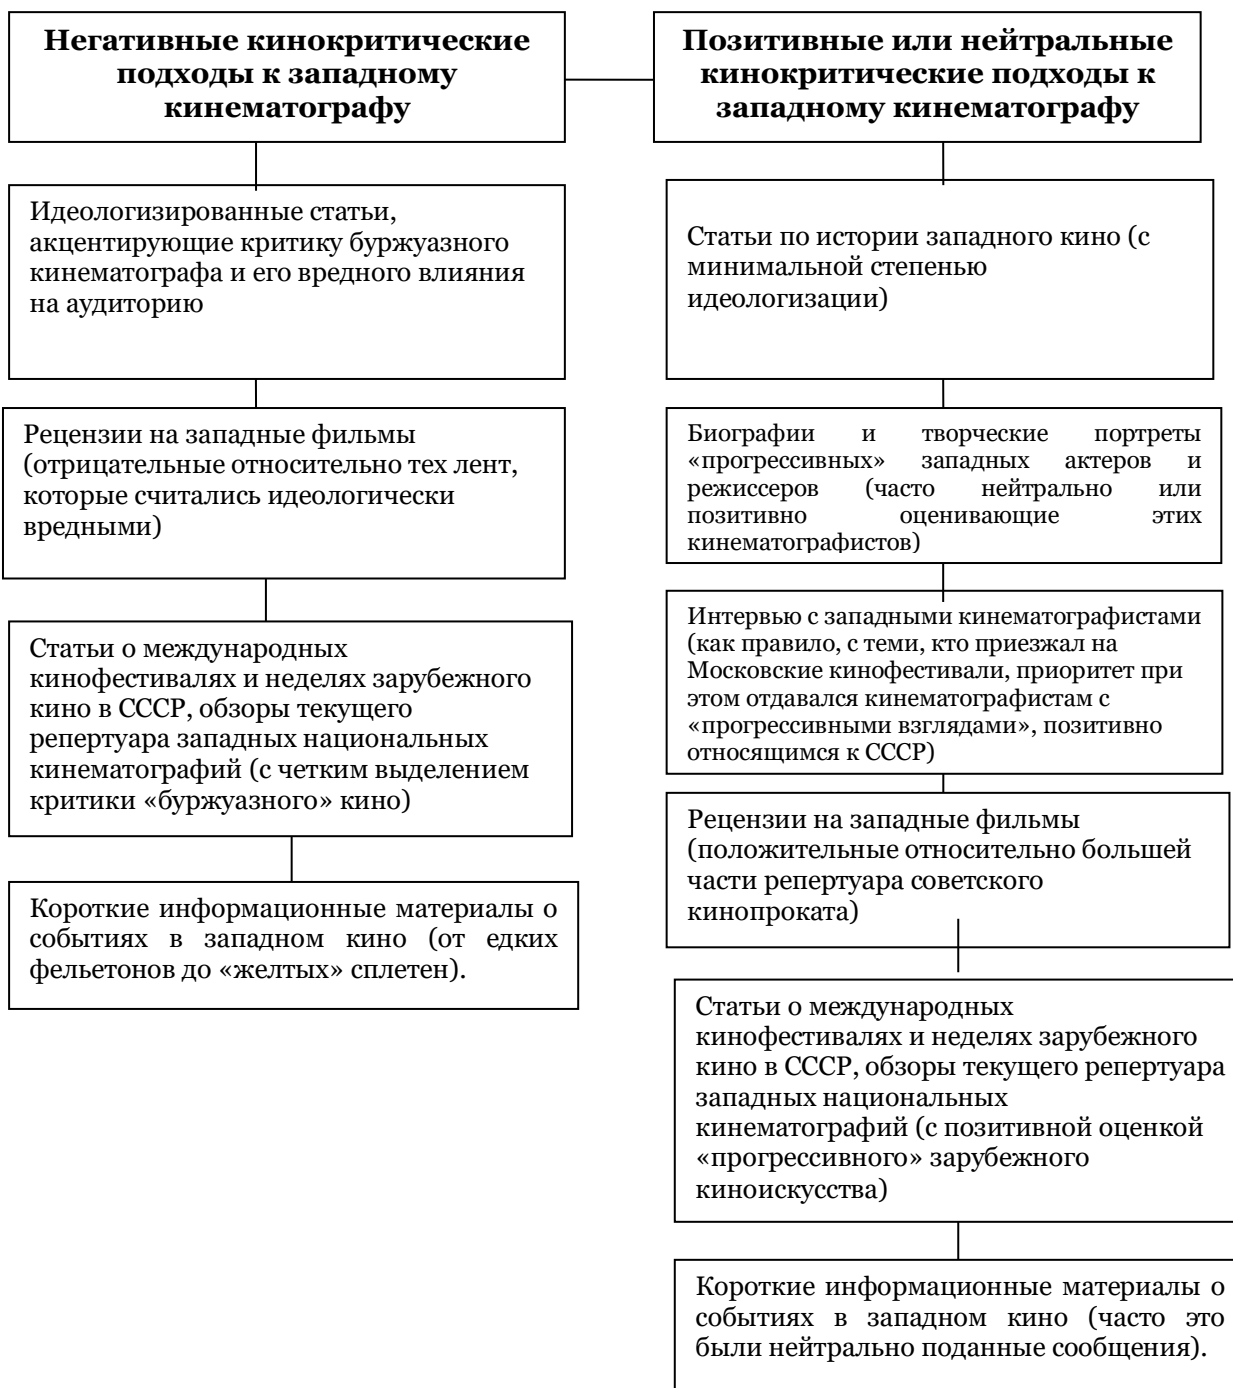 Негативные кинокритические
подходы к западному
кинематографу
Идеологизированные статьи,
акцентирующие критику буржуазного
кинематографа и его вредного влияния
на аудиторию
Рецензии на западные фильмы
(отрицательные относительно тех лент,
которые считались идеологически
вредными)
Статьи о международных
кинофестивалях и неделях зарубежного
кино в СССР, обзоры текущего
репертуара западных национальных
кинематографий (с четким выделением
критики «буржуазного» кино)
Короткие информационные материалы о
событиях в западном кино (от едких
фельетонов до «желтых» сплетен).
Позитивные или нейтральные
кинокритические подходы к
западному кинематографу
Статьи по истории западного кино (с
минимальной степенью
идеологизации)
Биографии и творческие портреты
«прогрессивных» западных актеров и
режиссеров (часто нейтрально или
позитивно оценивающие этих
кинематографистов)
Интервью с западными кинематографистами
(как правило, с теми, кто приезжал на
Московские кинофестивали, приоритет при
этом отдавался кинематографистам с
«прогрессивными взглядами», позитивно
относящимся к СССР)
Рецензии на западные фильмы
(положительные относительно большей
части репертуара советского
кинопроката)
Статьи о международных
кинофестивалях и неделях зарубежного
кино в СССР, обзоры текущего репертуара
западных национальных
кинематографий (с позитивной оценкой
«прогрессивного» зарубежного
киноискусства)
Короткие информационные материалы о
событиях в западном кино (часто это
были нейтрально поданные сообщения).